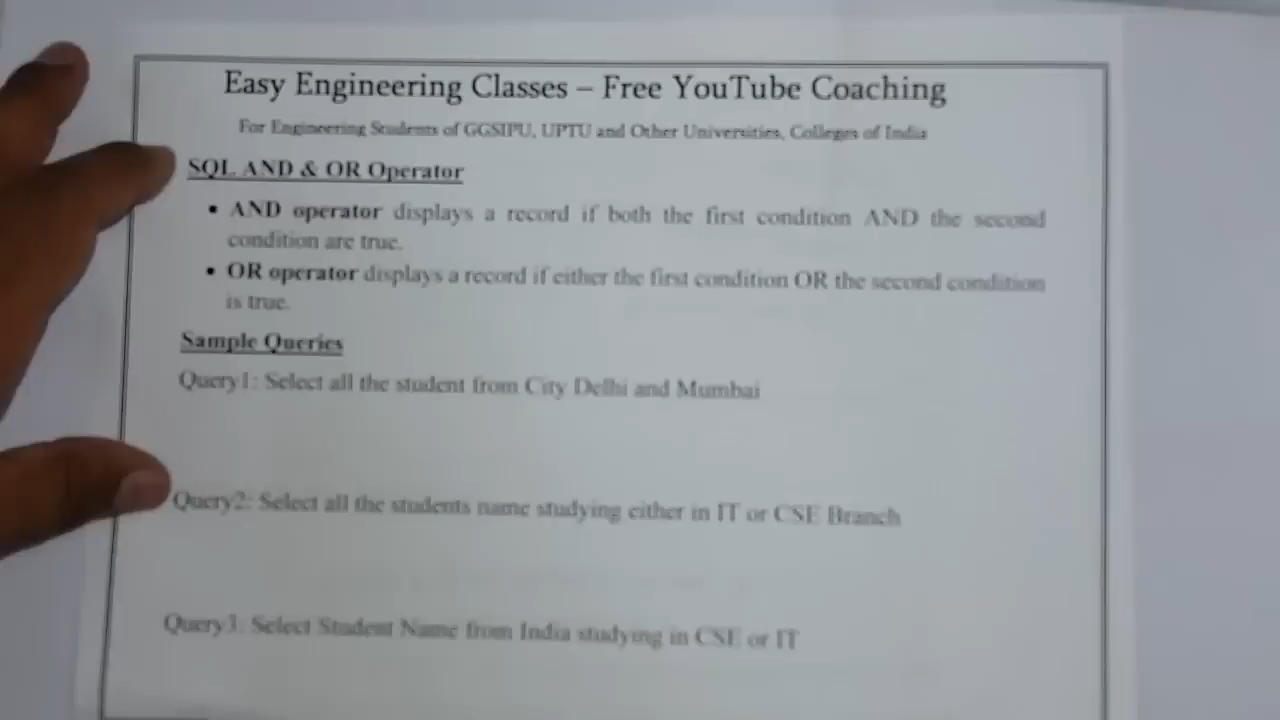 Easy Engineering Classes – Free YouTube Coaching
For Engineering Students of GGSIPU, UPTU and Other Universities, Colleges of India
SQL AND & OR Operator
• AND operator displays a record if both the first condition AND the second
condition are true.
• OR operator displays a record if either the first condition OR the second condition
is true.
Sample Queries
Query1: Select all the student from City Delhi and Mumbai
Query2: Select all the students name studying either in IT or CSE Branch
Query3: Select Student Name from India studying in CSE or IT